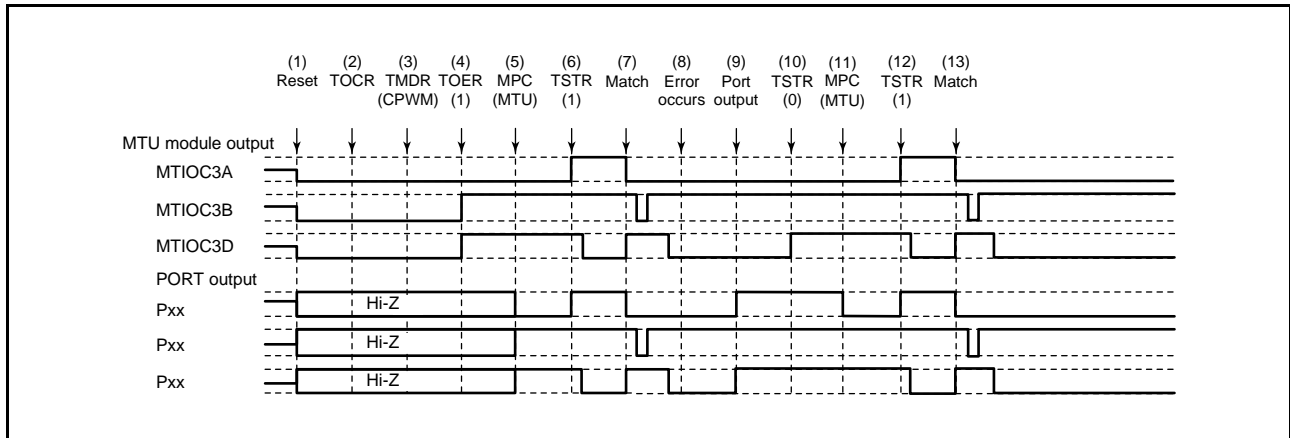 (1) (2) (3) (4) (5) (6) (7) (8) (9) (10) (11) (12) (13)
Reset TOCR TMDR TOER MPC TSTR Match Error Port TSTR MPC TSTR Match
(CPWM) (1) (MTU) (1) occurs output (0) (MTU) (1)
MTU module output
MTIOC3A
MTIOC3B
MTIOC3D
PORT output
Pxx Hi-Z
Pxx Hi-Z
Pxx Hi-Z